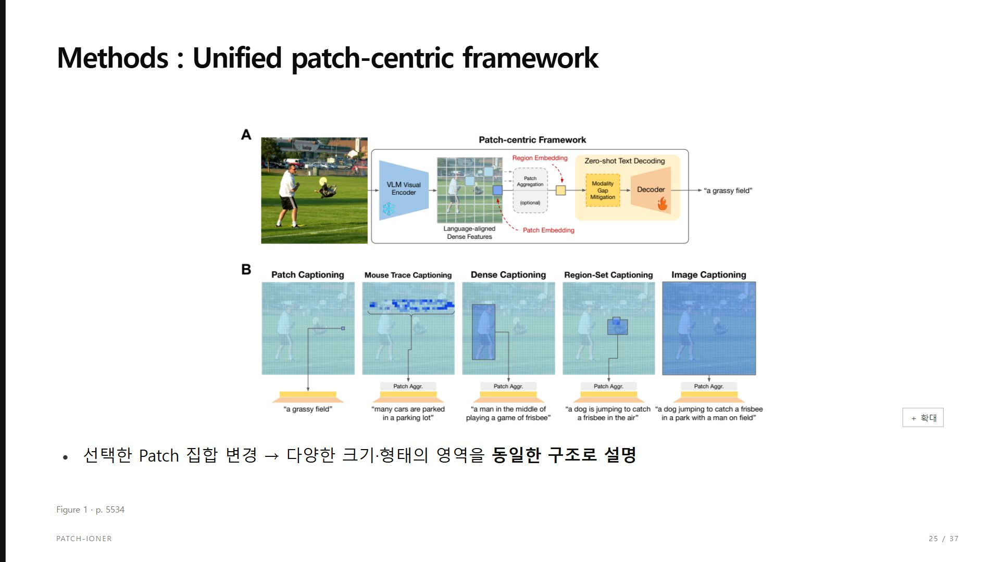 Methods : Unified patch-centric framework
A
Patch-centric Framework
VLM Visual
Encoder
Language-aligned
Dense Features
Region Embedding
Patch
Aggregation
(optional)
Patch Embedding
Zero-shot Text Decoding
Modality
Gap
Mitigation
Decoder
“a grassy field”
B
Patch Captioning
Mouse Trace Captioning
Dense Captioning
Region-Set Captioning
Image Captioning
Patch Aggr.
Patch Aggr.
Patch Aggr.
Patch Aggr.
“a grassy field”
“many cars are parked
in a parking lot”
“a man in the middle of
playing a game of frisbee”
“a dog is jumping to catch
a frisbee in the air”
“a dog jumping to catch a frisbee
in a park with a man on field”
+ 확대
• 선택한 Patch 집합 변경 → 다양한 크기·형태의 영역을 동일한 구조로 설명
Figure 1 · p. 5534
PATCH-IONER
25 / 37